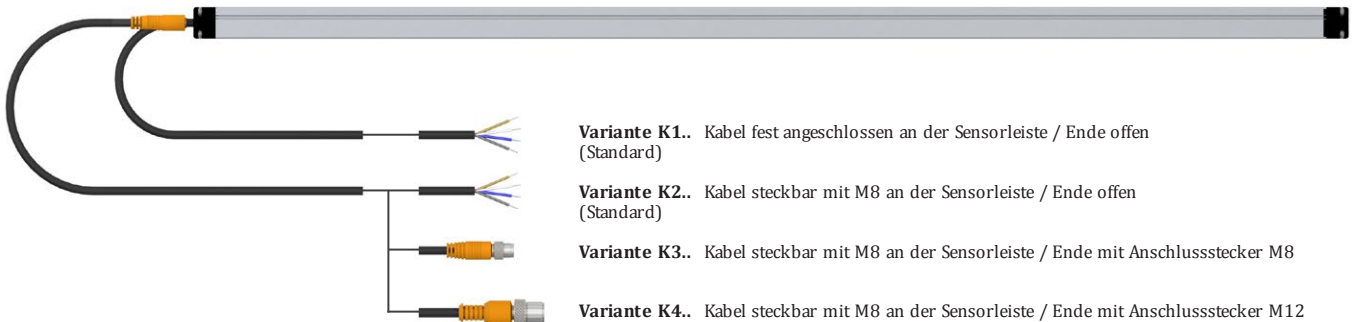 Variante K1.. Kabel fest angeschlossen an der Sensorleiste / Ende offen
(Standard)
Variante K2.. Kabel steckbar mit M8 an der Sensorleiste / Ende offen
(Standard)
Variante K3.. Kabel steckbar mit M8 an der Sensorleiste / Ende mit Anschlussstecker M8
Variante K4.. Kabel steckbar mit M8 an der Sensorleiste / Ende mit Anschlussstecker M12